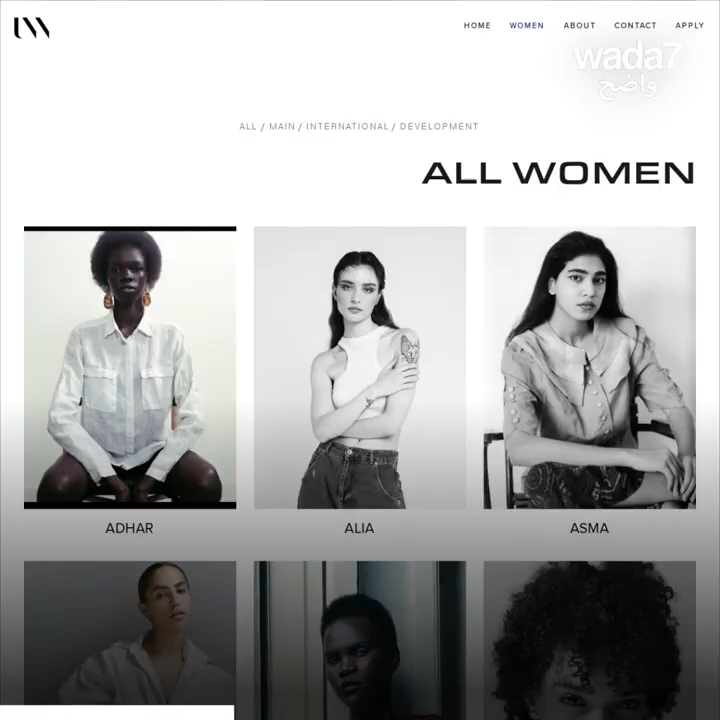 HOME WOMEN ABOUT CONTACT APPLY
wada7
واضح
ALL / MAIN / INTERNATIONAL / DEVELOPMENT
ALL WOMEN
ADHAR ALIA ASMA